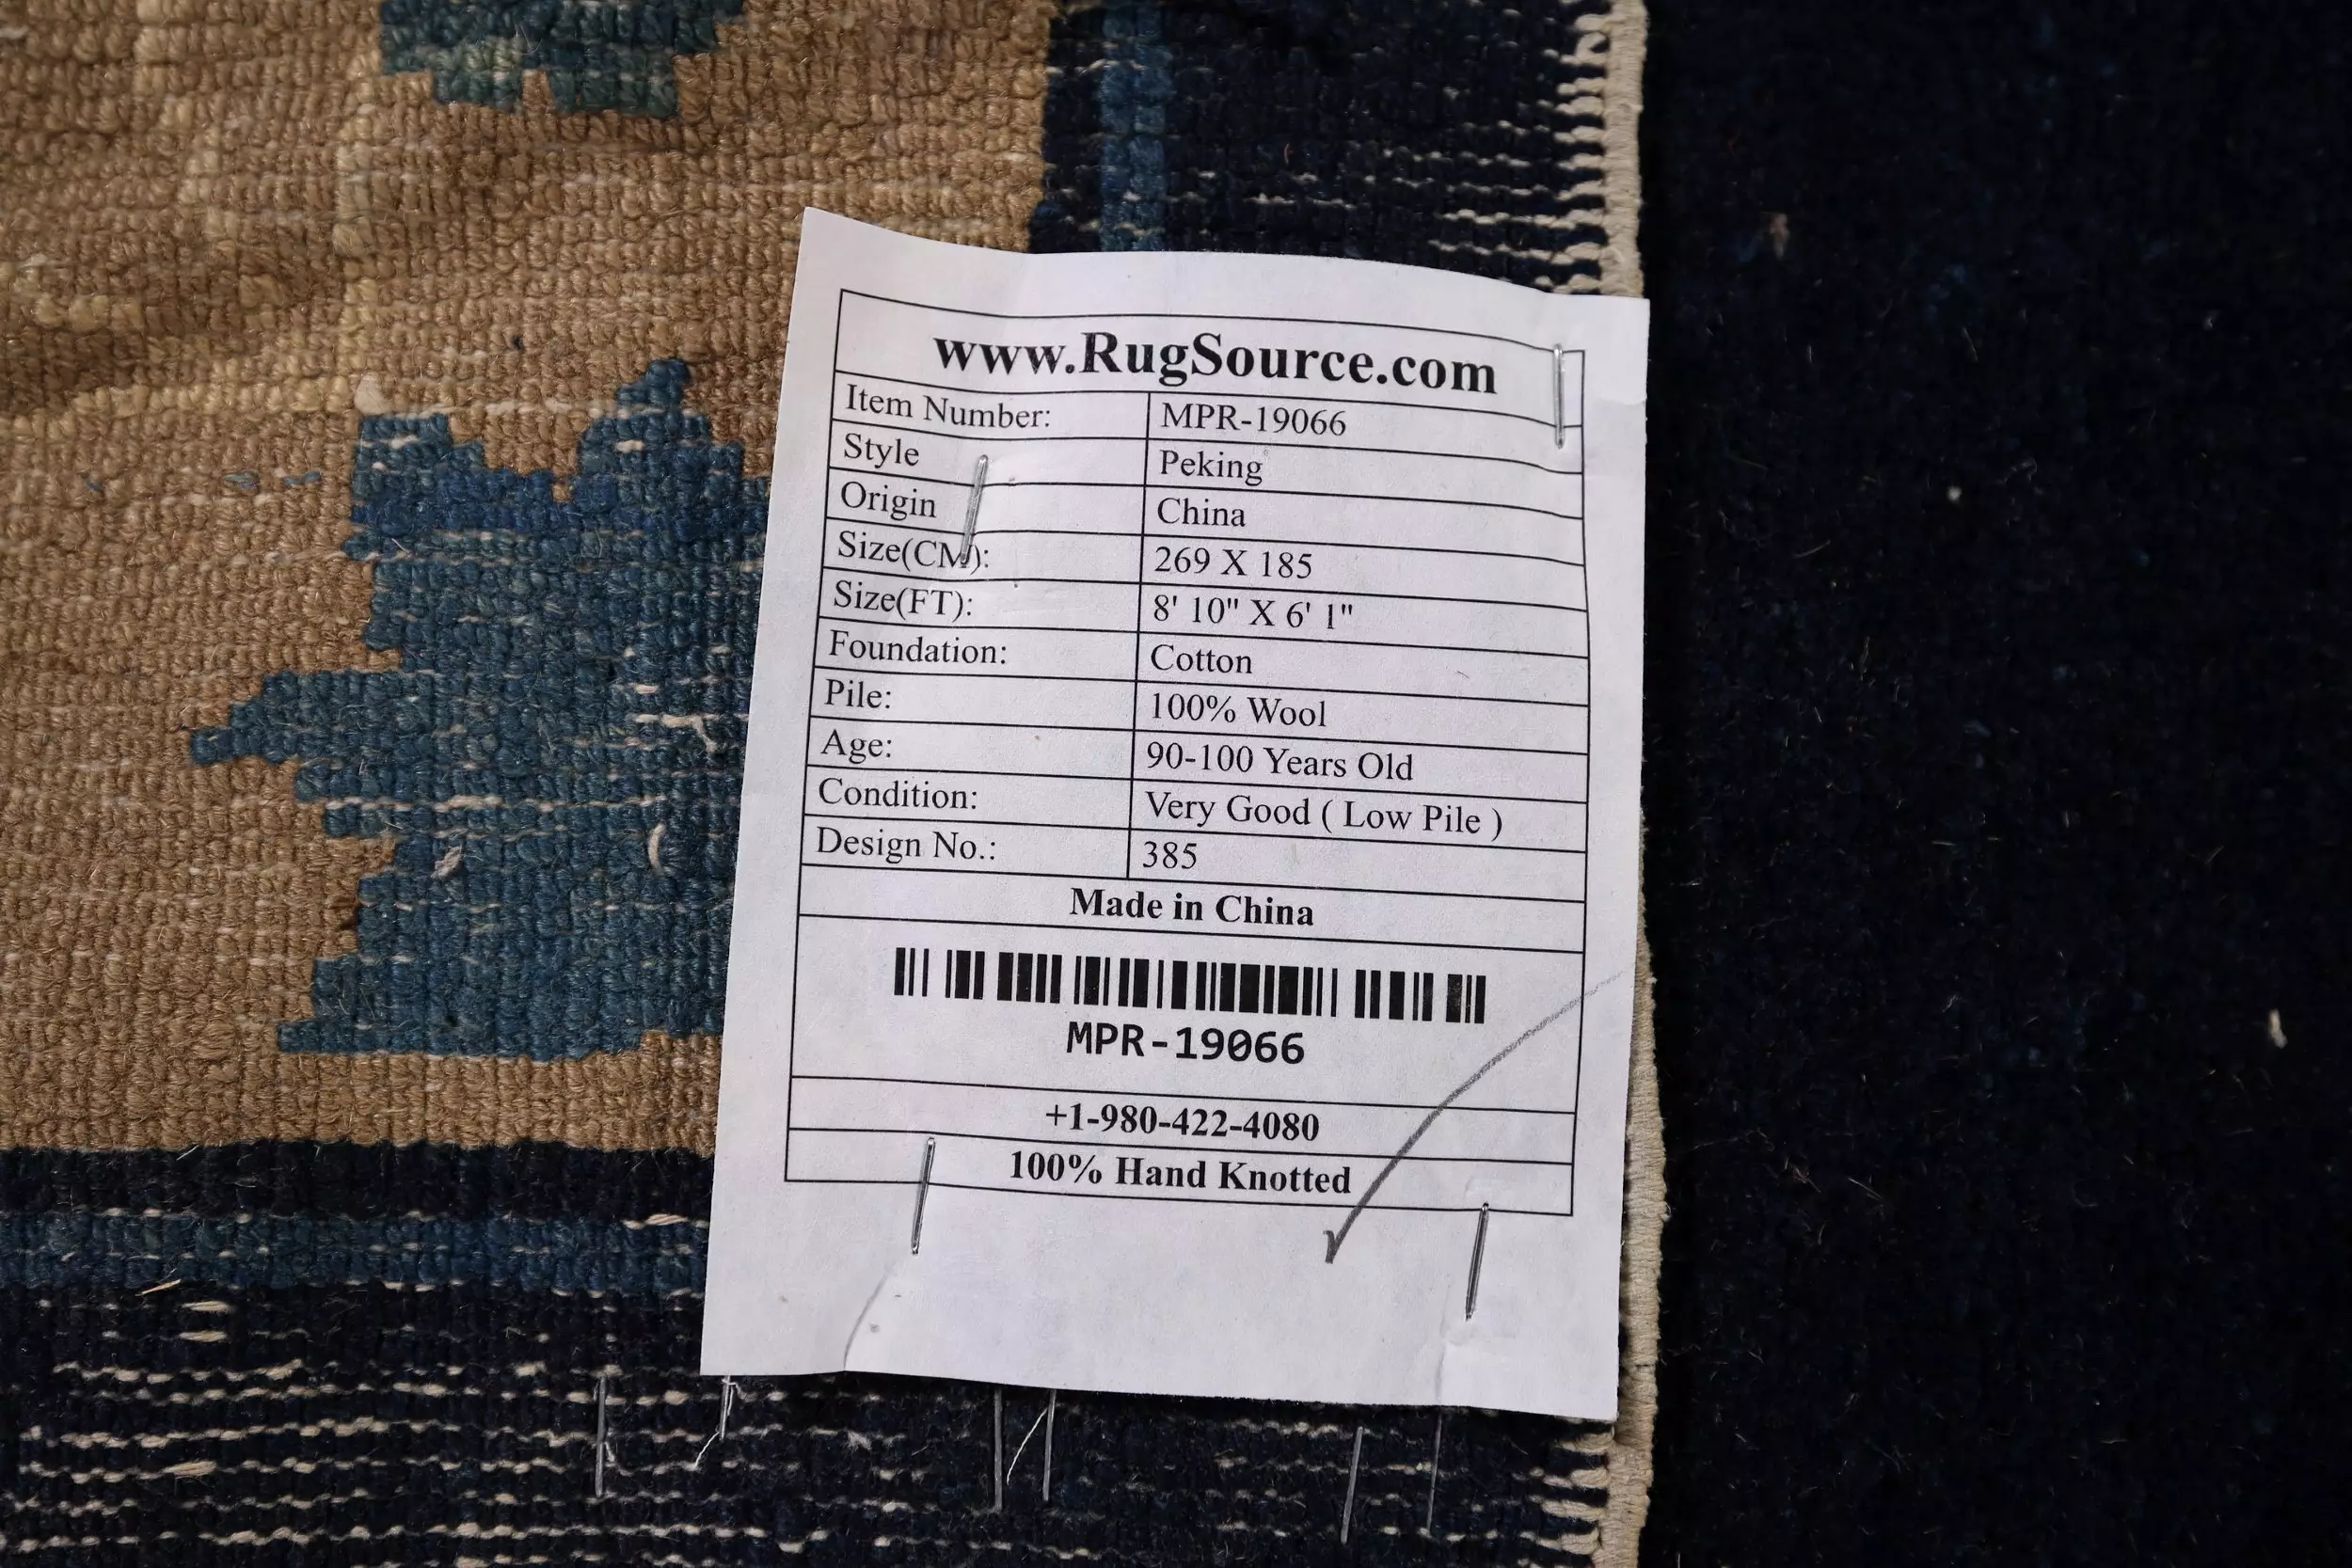 www.RugSource.com
Item Number: MPR-19066
Style Peking
Origin China
Size(CM): 269 X 185
Size(FT): 8' 10" X 6' 1"
Foundation: Cotton
Pile: 100% Wool
Age: 90-100 Years Old
Condition: Very Good ( Low Pile )
Design No.: 385
Made in China
MPR-19066
+1-980-422-4080
100% Hand Knotted